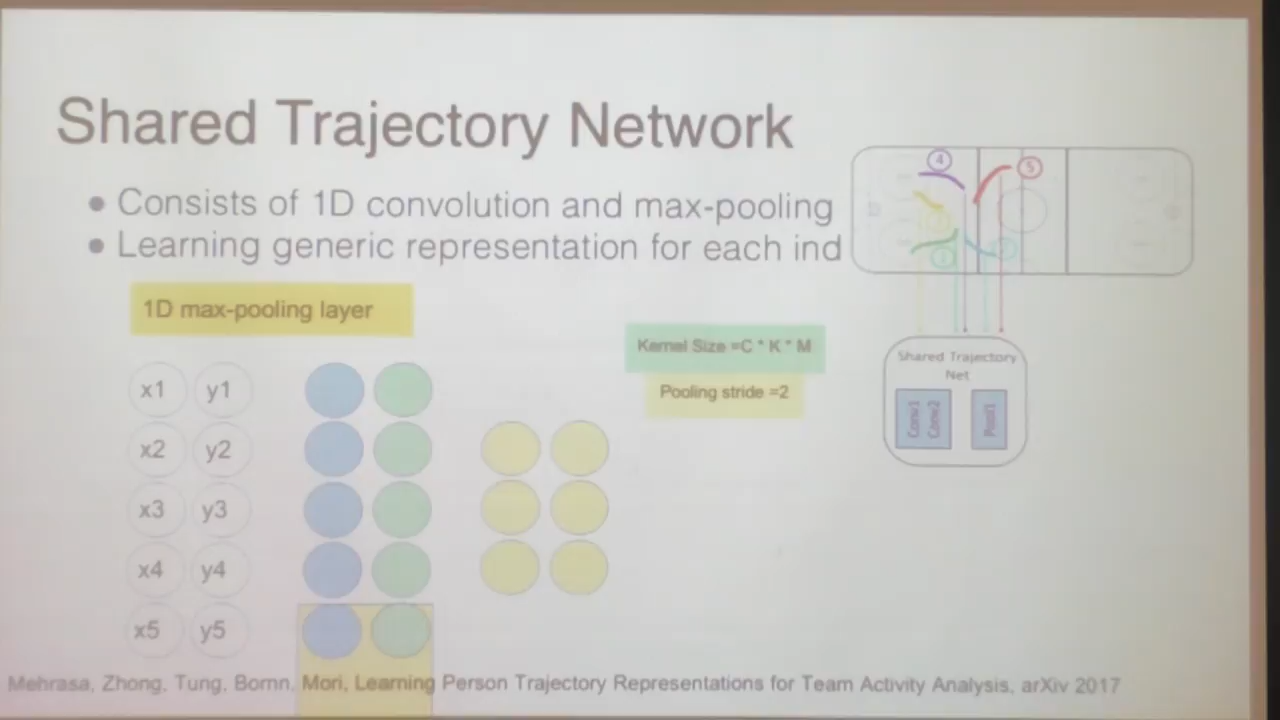 Shared Trajectory Network
• Consists of 1D convolution and max-pooling
• Learning generic representation for each ind
4
5
1D max-pooling layer
Kernel Size =C * K * M
Pooling stride =2
Shared Trajectory
Net
Conv1
Conv2
Pool1
x1 y1
x2 y2
x3 y3
x4 y4
x5 y5
Mehrasa, Zhong, Tung, Bornn, Mori, Learning Person Trajectory Representations for Team Activity Analysis, arXiv 2017